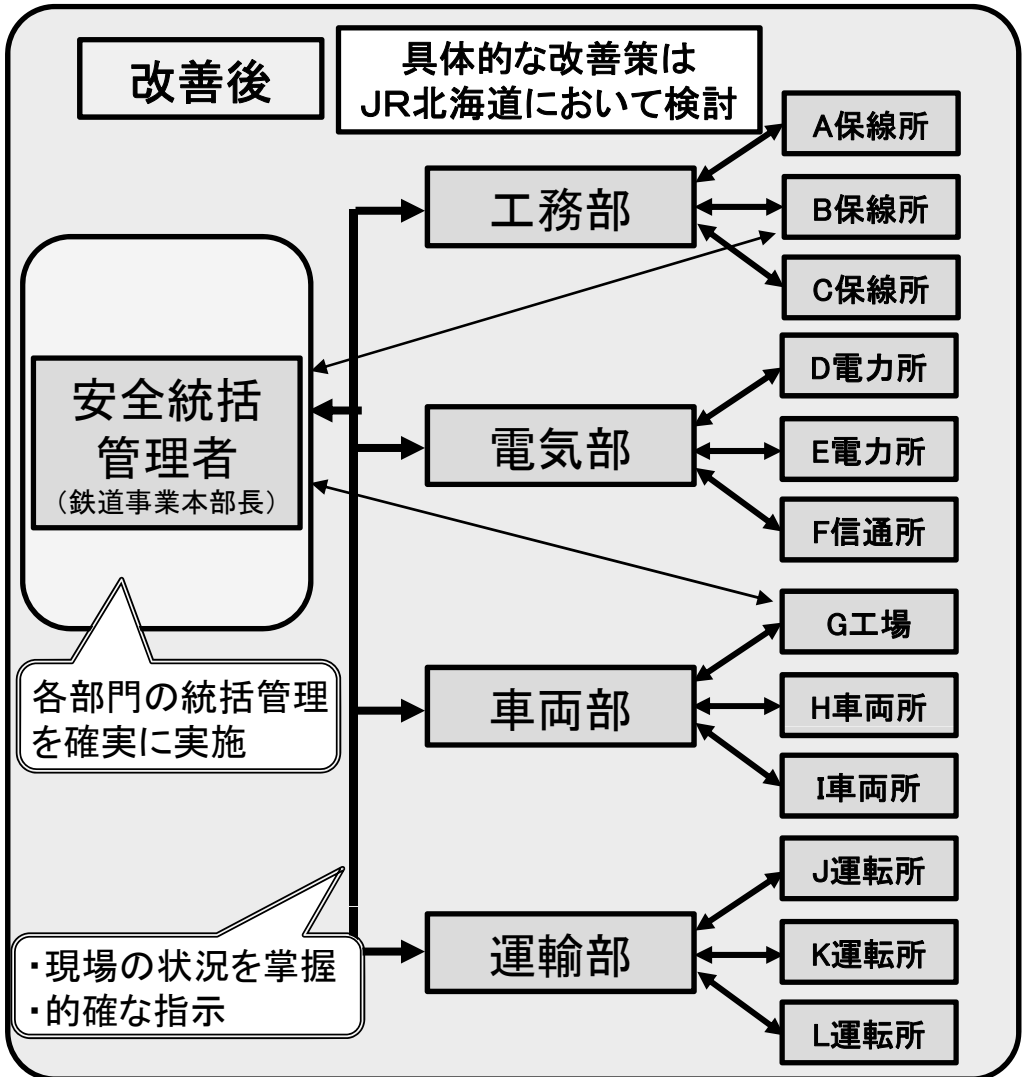 改善後
具体的な改善策は
JR北海道において検討
安全統括
管理者
(鉄道事業本部長)
各部門の統括管理
を確実に実施
・現場の状況を掌握
・的確な指示
工務部
A保線所
B保線所
C保線所
電気部
D電力所
E電力所
F信通所
車両部
G工場
H車両所
I車両所
運輸部
J運転所
K運転所
L運転所